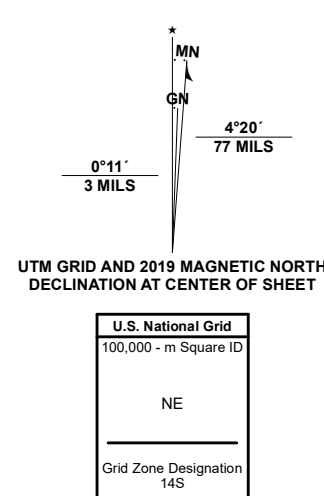 ★
MN
GN
4°20´
77 MILS
0°11´
3 MILS
UTM GRID AND 2019 MAGNETIC NORTH
DECLINATION AT CENTER OF SHEET
U.S. National Grid
100,000 - m Square ID
NE
Grid Zone Designation
14S